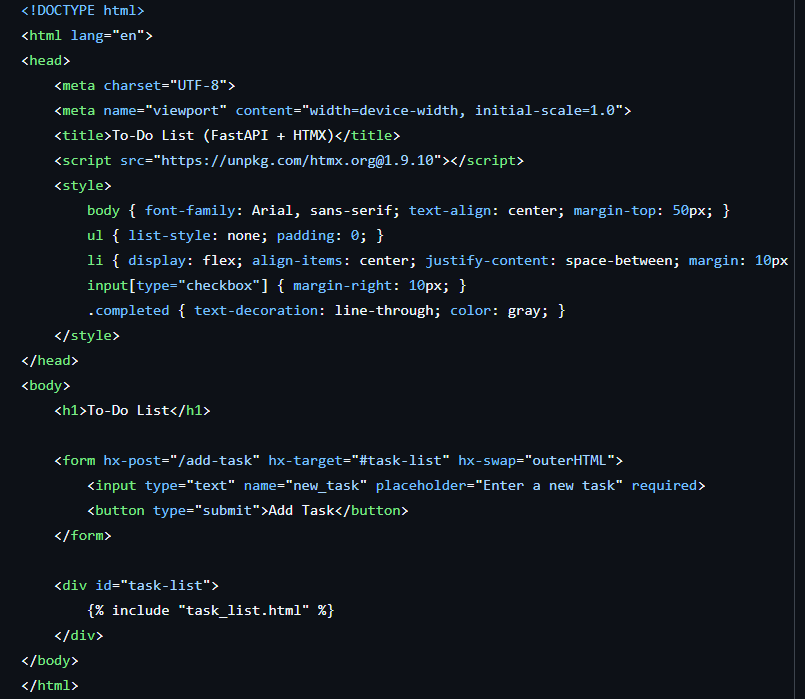 <!DOCTYPE html>
<html lang="en">
<head>
    <meta charset="UTF-8">
    <meta name="viewport" content="width=device-width, initial-scale=1.0">
    <title>To-Do List (FastAPI + HTMX)</title>
    <script src="https://unpkg.com/htmx.org@1.9.10"></script>
    <style>
        body { font-family: Arial, sans-serif; text-align: center; margin-top: 50px; }
        ul { list-style: none; padding: 0; }
        li { display: flex; align-items: center; justify-content: space-between; margin: 10px
        input[type="checkbox"] { margin-right: 10px; }
        .completed { text-decoration: line-through; color: gray; }
    </style>
</head>
<body>
    <h1>To-Do List</h1>

    <form hx-post="/add-task" hx-target="#task-list" hx-swap="outerHTML">
        <input type="text" name="new_task" placeholder="Enter a new task" required>
        <button type="submit">Add Task</button>
    </form>

    <div id="task-list">
        {% include "task_list.html" %}
    </div>
</body>
</html>